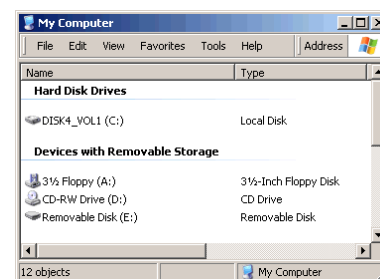 My Computer
File Edit View Favorites Tools Help Address
Name Type
Hard Disk Drives
DISK4_VOL1 (C:) Local Disk
Devices with Removable Storage
3½ Floppy (A:) 3½-Inch Floppy Disk
CD-RW Drive (D:) CD Drive
Removable Disk (E:) Removable Disk
12 objects My Computer